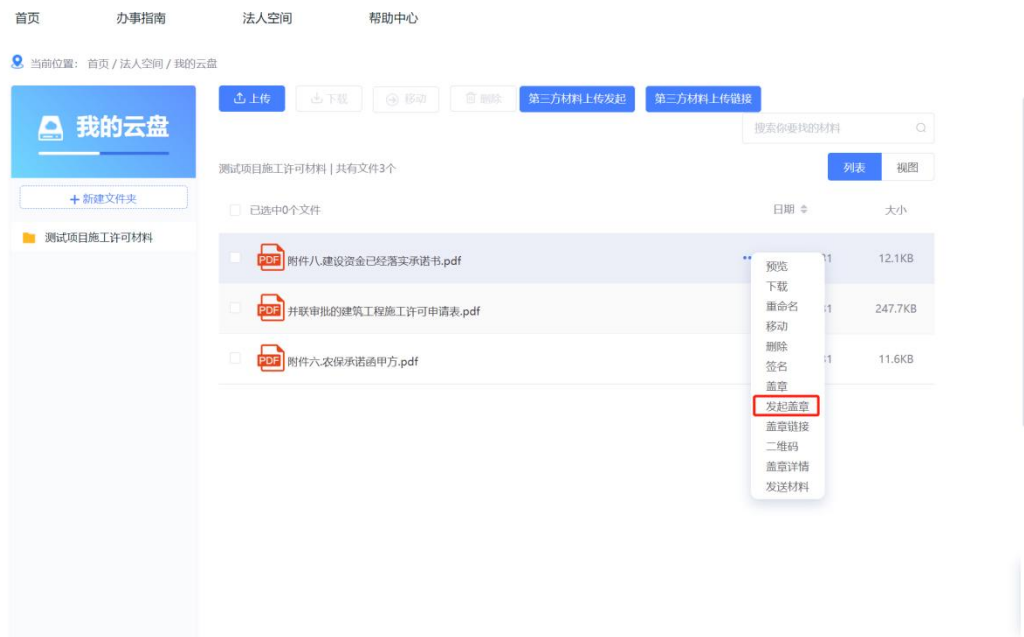 首页 办事指南 法人空间 帮助中心
当前位置: 首页 / 法人空间 / 我的云盘
我的云盘
上传 下载 移动 删除 第三方材料上传发起 第三方材料上传链接
搜索你要找的材料
测试项目施工许可材料 | 共有文件3个
列表 视图
+ 新建文件夹
测试项目施工许可材料
已选中0个文件 日期 大小
PDF 附件八.建设资金已经落实承诺书.pdf 12.1KB
PDF 并联审批的建筑工程施工许可申请表.pdf 247.7KB
PDF 附件六.农保承诺函甲方.pdf 11.6KB
预览
下载
重命名
移动
删除
签名
盖章
发起盖章
盖章链接
二维码
盖章详情
发送材料